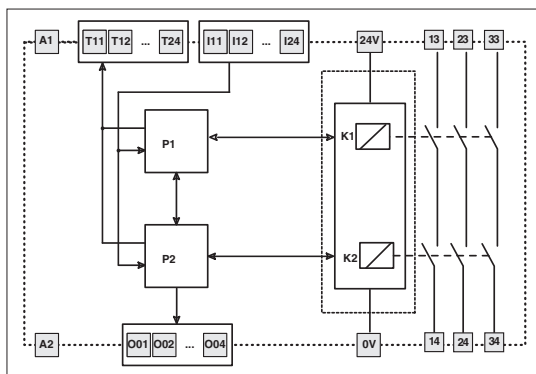 A1 T11 T12 ... T24 I11 I12 ... I24 24V 13 23 33
P1 K1
P2 K2
A2 O01 O02 ... O04 0V 14 24 34